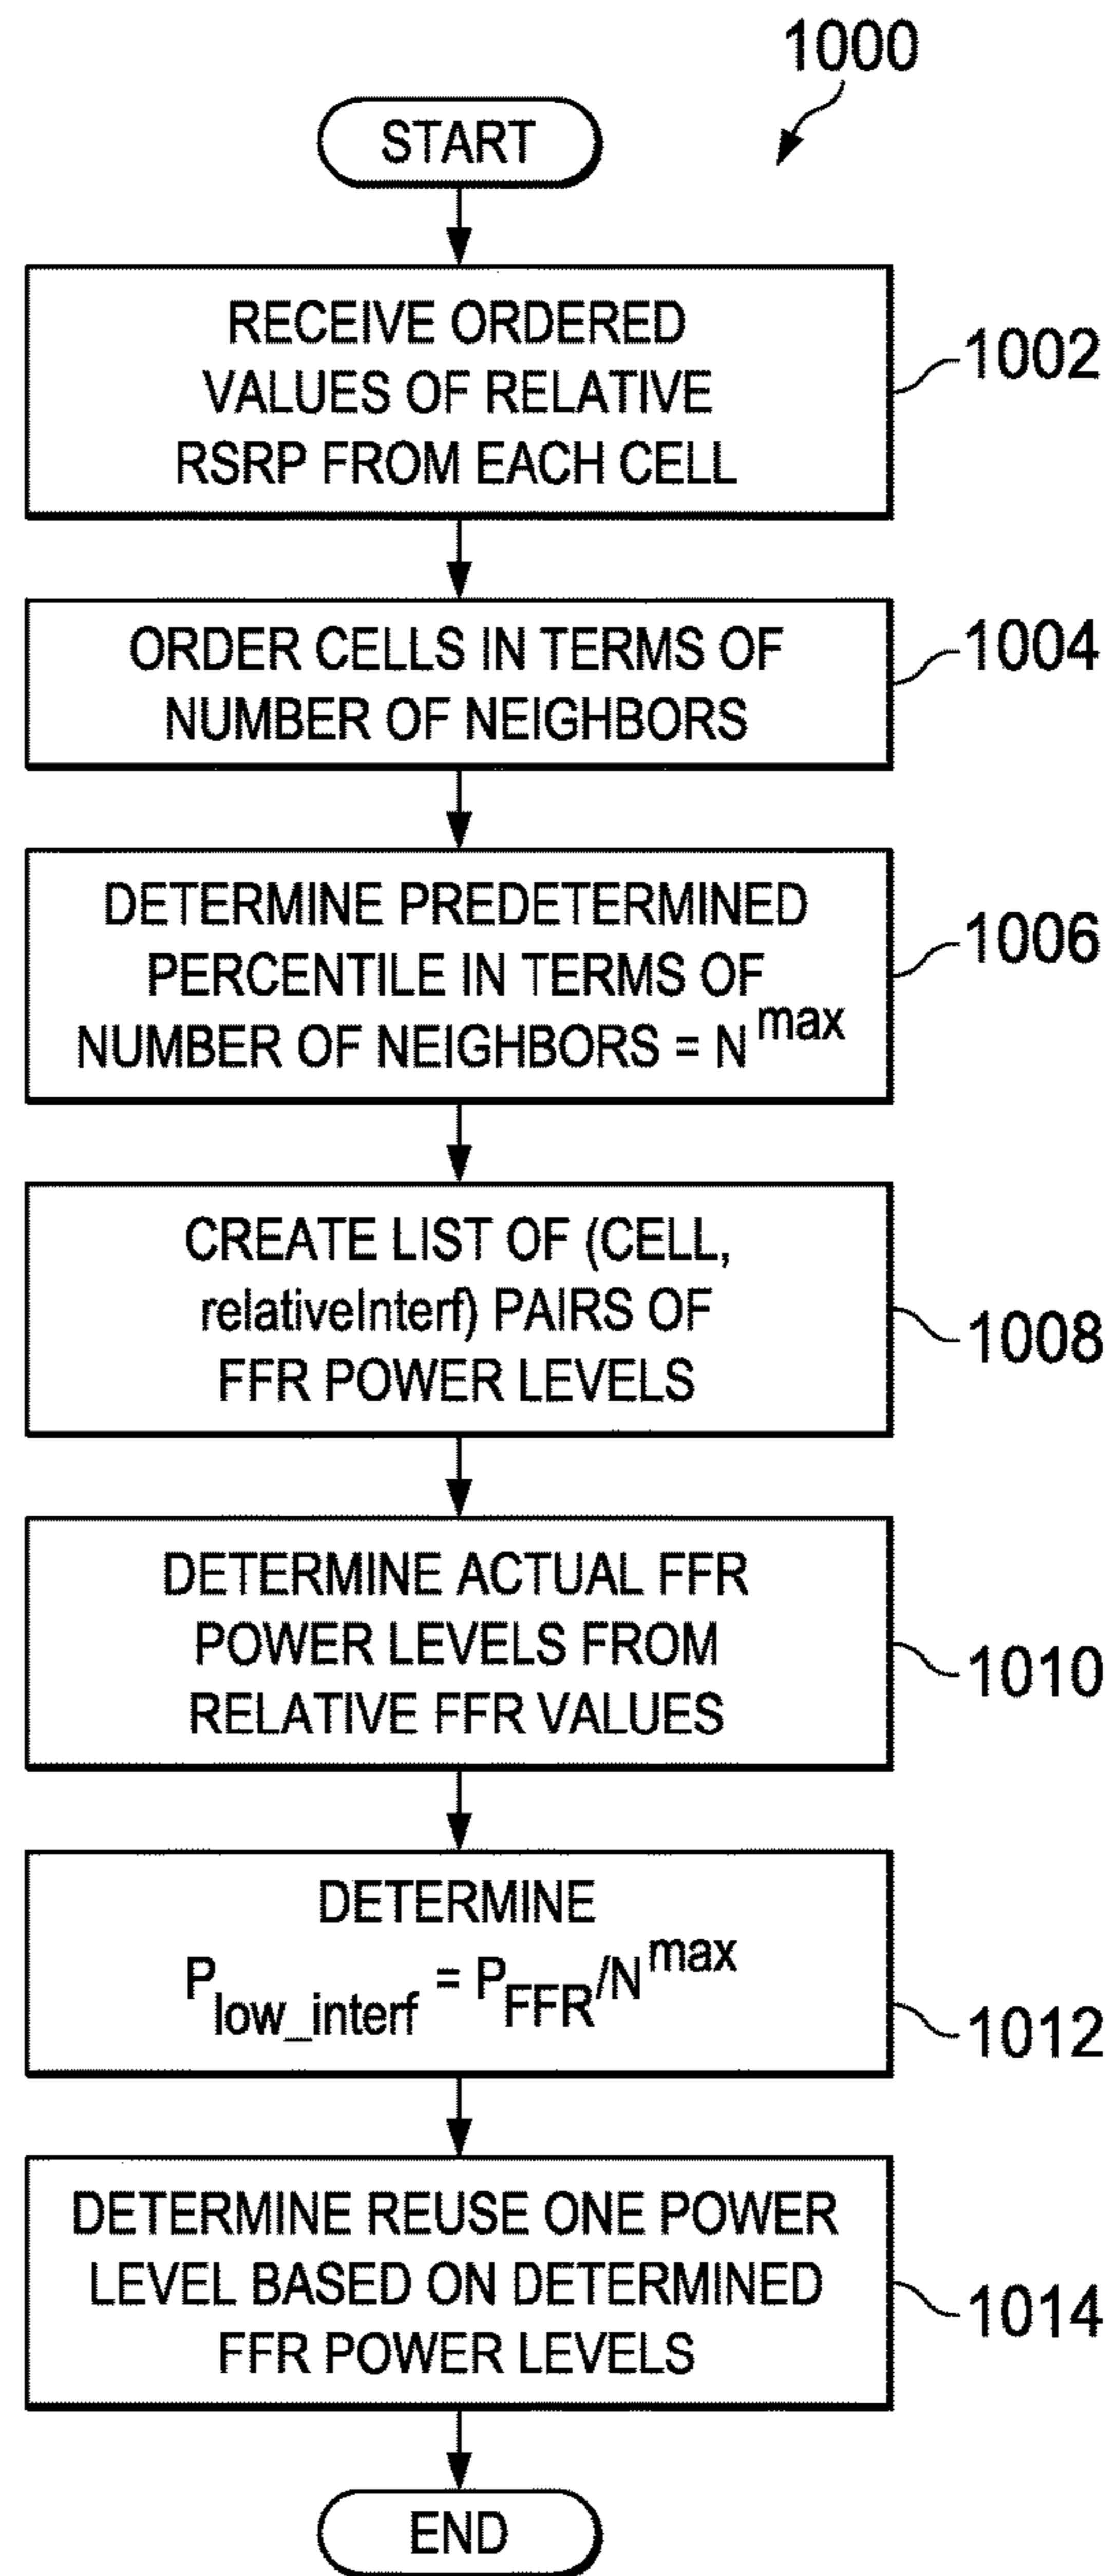 1000
START
RECEIVE ORDERED
VALUES OF RELATIVE
RSRP FROM EACH CELL
1002
ORDER CELLS IN TERMS OF
NUMBER OF NEIGHBORS
1004
DETERMINE PREDETERMINED
PERCENTILE IN TERMS OF
NUMBER OF NEIGHBORS = N^max
1006
CREATE LIST OF (CELL,
relativeInterf) PAIRS OF
FFR POWER LEVELS
1008
DETERMINE ACTUAL FFR
POWER LEVELS FROM
RELATIVE FFR VALUES
1010
DETERMINE
P_low_interf = P_FFR/N^max
1012
DETERMINE REUSE ONE POWER
LEVEL BASED ON DETERMINED
FFR POWER LEVELS
1014
END